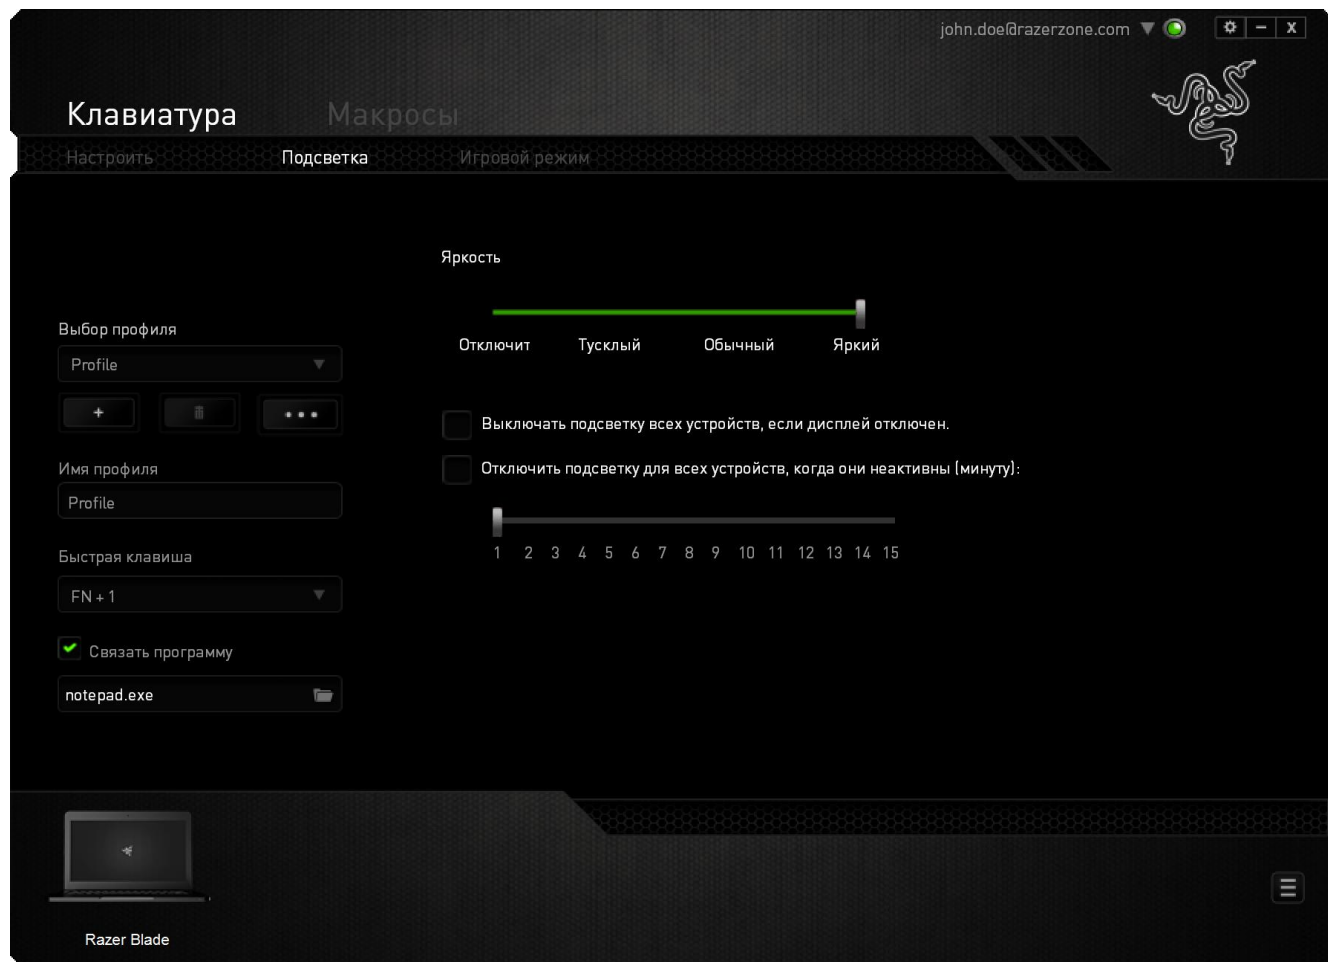 john.doe@razerzone.com
Клавиатура
Макросы
Настроить
Подсветка
Игровой режим
Яркость
Отключит
Тусклый
Обычный
Яркий
Выбор профиля
Profile
Имя профиля
Profile
Быстрая клавиша
FN + 1
Связать программу
notepad.exe
Выключать подсветку всех устройств, если дисплей отключен.
Отключить подсветку для всех устройств, когда они неактивны (минуту):
1 2 3 4 5 6 7 8 9 10 11 12 13 14 15
Razer Blade